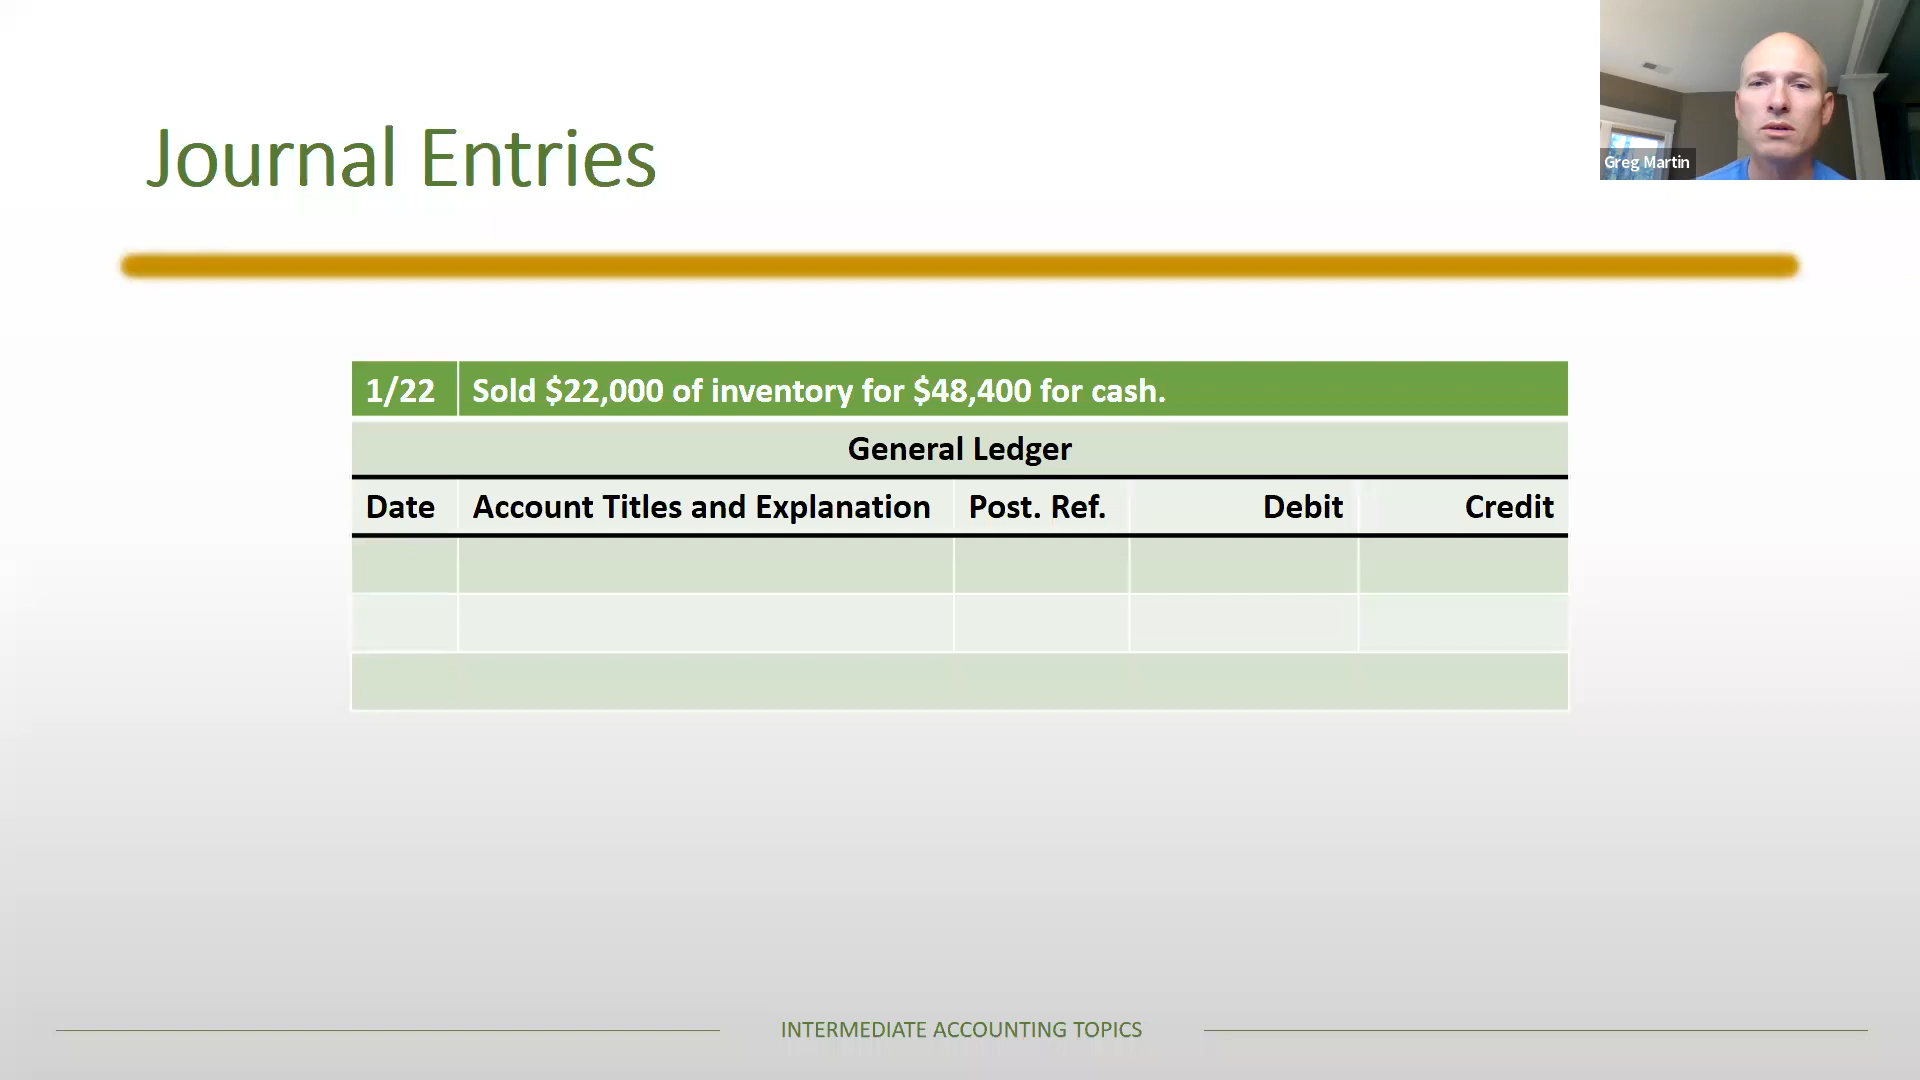 Journal Entries
Greg Martin
1/22 Sold $22,000 of inventory for $48,400 for cash.
General Ledger
Date Account Titles and Explanation Post. Ref. Debit Credit
INTERMEDIATE ACCOUNTING TOPICS